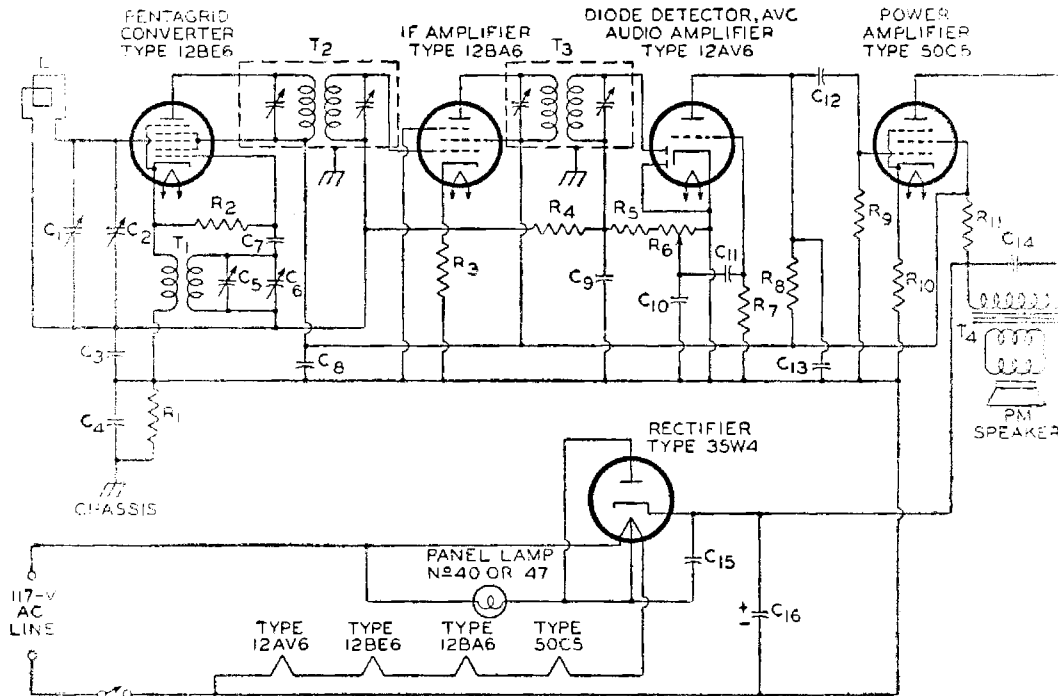 PENTAGRID
CONVERTER
TYPE 12BE6
T2
IF AMPLIFIER
TYPE 12BA6
T3
DIODE DETECTOR, AVC
AUDIO AMPLIFIER
TYPE 12AV6
POWER
AMPLIFIER
TYPE 50C5
L
C12
C1
C2
R2
T1
C7
C5
C6
R3
R4
R5
R6
C9
C10
C11
R7
R8
R9
R10
R11
C14
T4
C3
C8
C13
C4
R1
CHASSIS
PM
SPEAKER
RECTIFIER
TYPE 35W4
PANEL LAMP
Nº40 OR 47
C15
C16
+
-
117-V
AC
LINE
TYPE
12AV6
TYPE
12BE6
TYPE
12BA6
TYPE
50C5